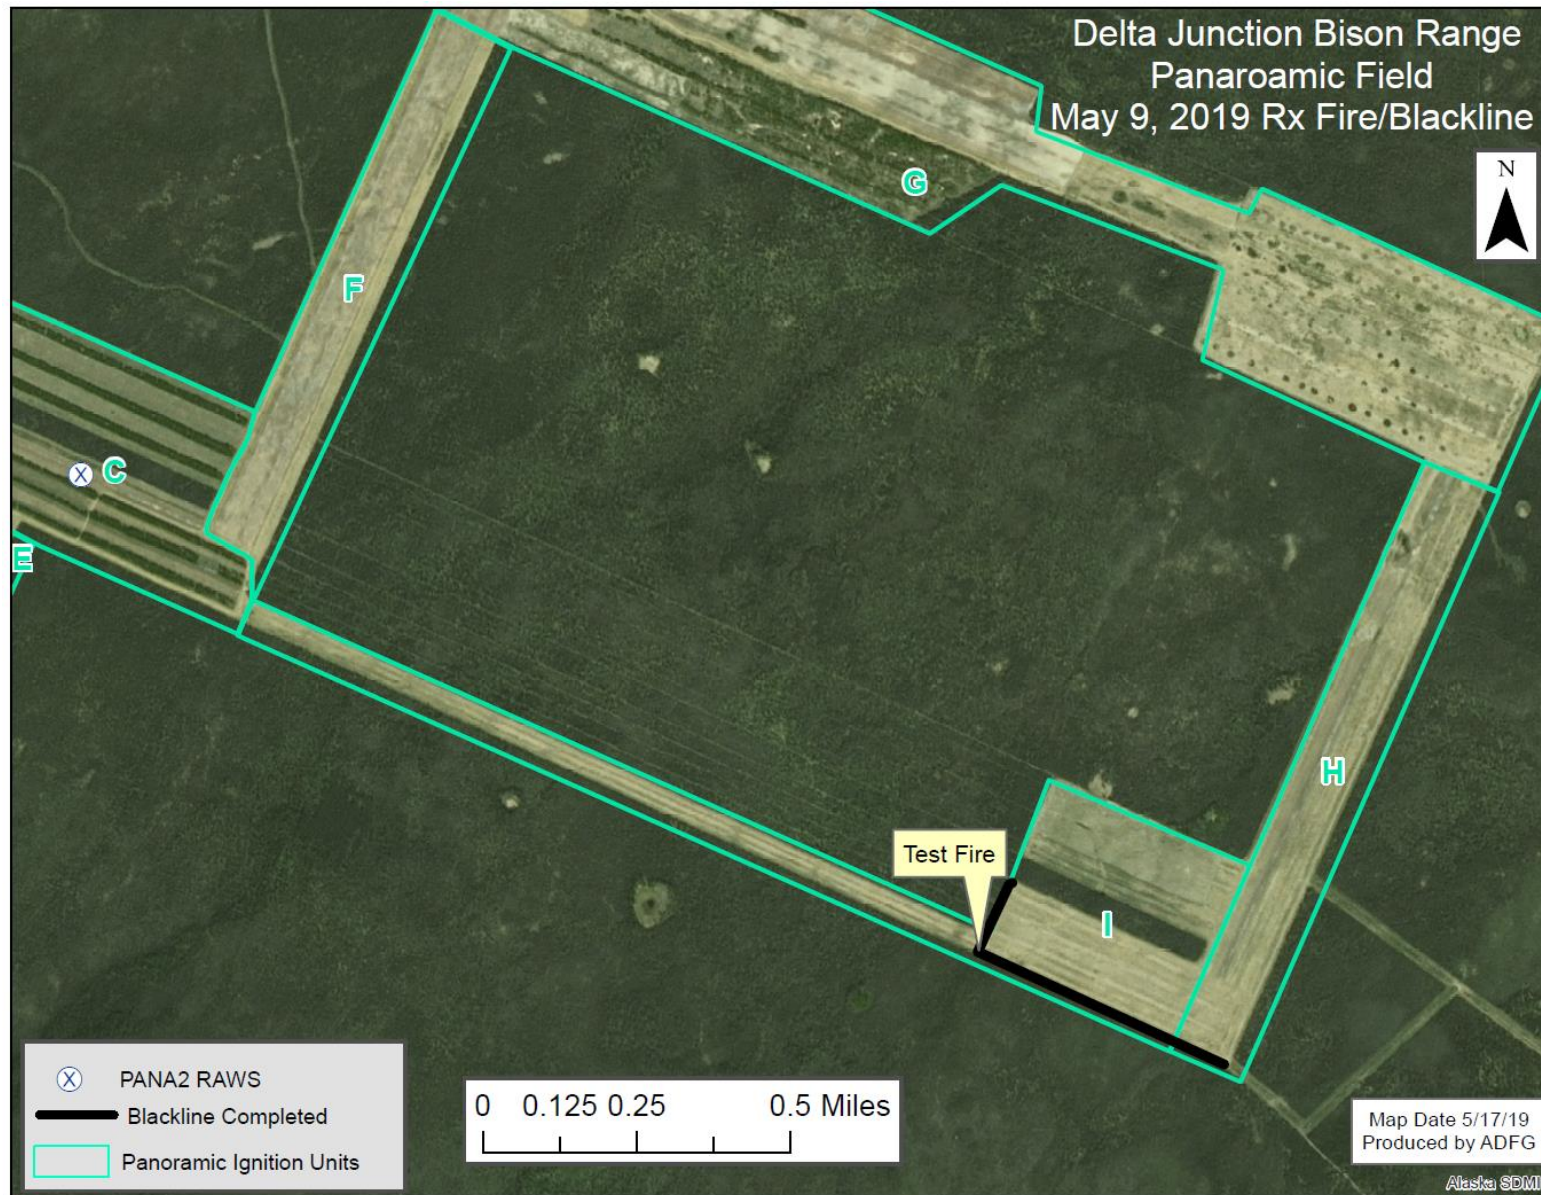 Delta Junction Bison Range
Panaroamic Field
May 9, 2019 Rx Fire/Blackline
N
G
F
C
E
H
Test Fire
I
PANA2 RAWS
Blackline Completed
Panoramic Ignition Units
0 0.125 0.25 0.5 Miles
Map Date 5/17/19
Produced by ADFG
Alaska SDMI